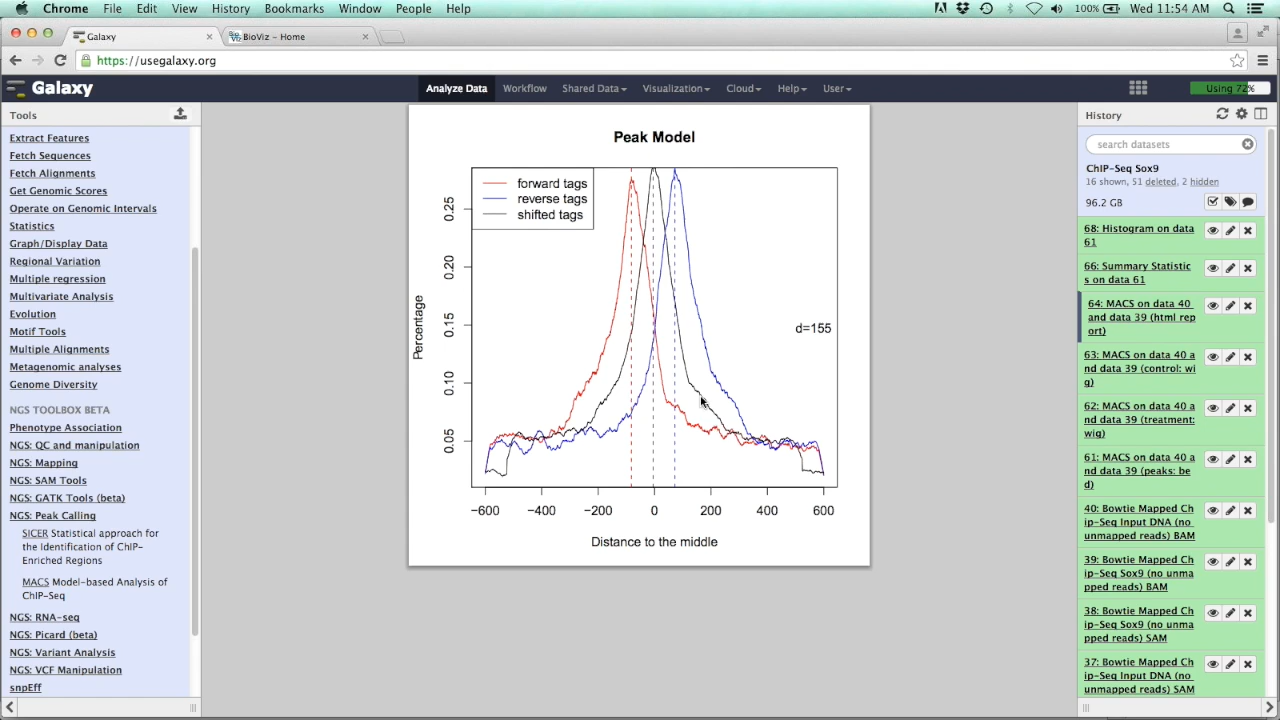 Chrome File Edit View History Bookmarks Window People Help 100% Wed 11:54 AM
Galaxy BioViz - Home
https://usegalaxy.org
Galaxy Analyze Data Workflow Shared Data Visualization Cloud Help User Using 72%
Tools
Extract Features
Fetch Sequences
Fetch Alignments
Get Genomic Scores
Operate on Genomic Intervals
Statistics
Graph/Display Data
Regional Variation
Multiple regression
Multivariate Analysis
Evolution
Motif Tools
Multiple Alignments
Metagenomic analyses
Genome Diversity
NGS TOOLBOX BETA
Phenotype Association
NGS: QC and manipulation
NGS: Mapping
NGS: SAM Tools
NGS: GATK Tools (beta)
NGS: Peak Calling
SICER Statistical approach for
the Identification of ChIP-
Enriched Regions
MACS Model-based Analysis of
ChIP-Seq
NGS: RNA-seq
NGS: Picard (beta)
NGS: Variant Analysis
NGS: VCF Manipulation
snpEff
Peak Model
forward tags
reverse tags
shifted tags
d=155
Percentage
0.25
0.20
0.15
0.10
0.05
−600 −400 −200 0 200 400 600
Distance to the middle
History
search datasets
ChIP-Seq Sox9
16 shown, 51 deleted, 2 hidden
96.2 GB
68: Histogram on data
61
66: Summary Statistic
s on data 61
64: MACS on data 40
and data 39 (html rep
ort)
63: MACS on data 40 a
nd data 39 (control: wi
g)
62: MACS on data 40 a
nd data 39 (treatment:
wig)
61: MACS on data 40 a
nd data 39 (peaks: be
d)
40: Bowtie Mapped Ch
ip-Seq Input DNA (no
unmapped reads) BAM
39: Bowtie Mapped Ch
ip-Seq Sox9 (no unma
pped reads) BAM
38: Bowtie Mapped Ch
ip-Seq Sox9 (no unma
pped reads) SAM
37: Bowtie Mapped Ch
ip-Seq Input DNA (no
unmapped reads) SAM